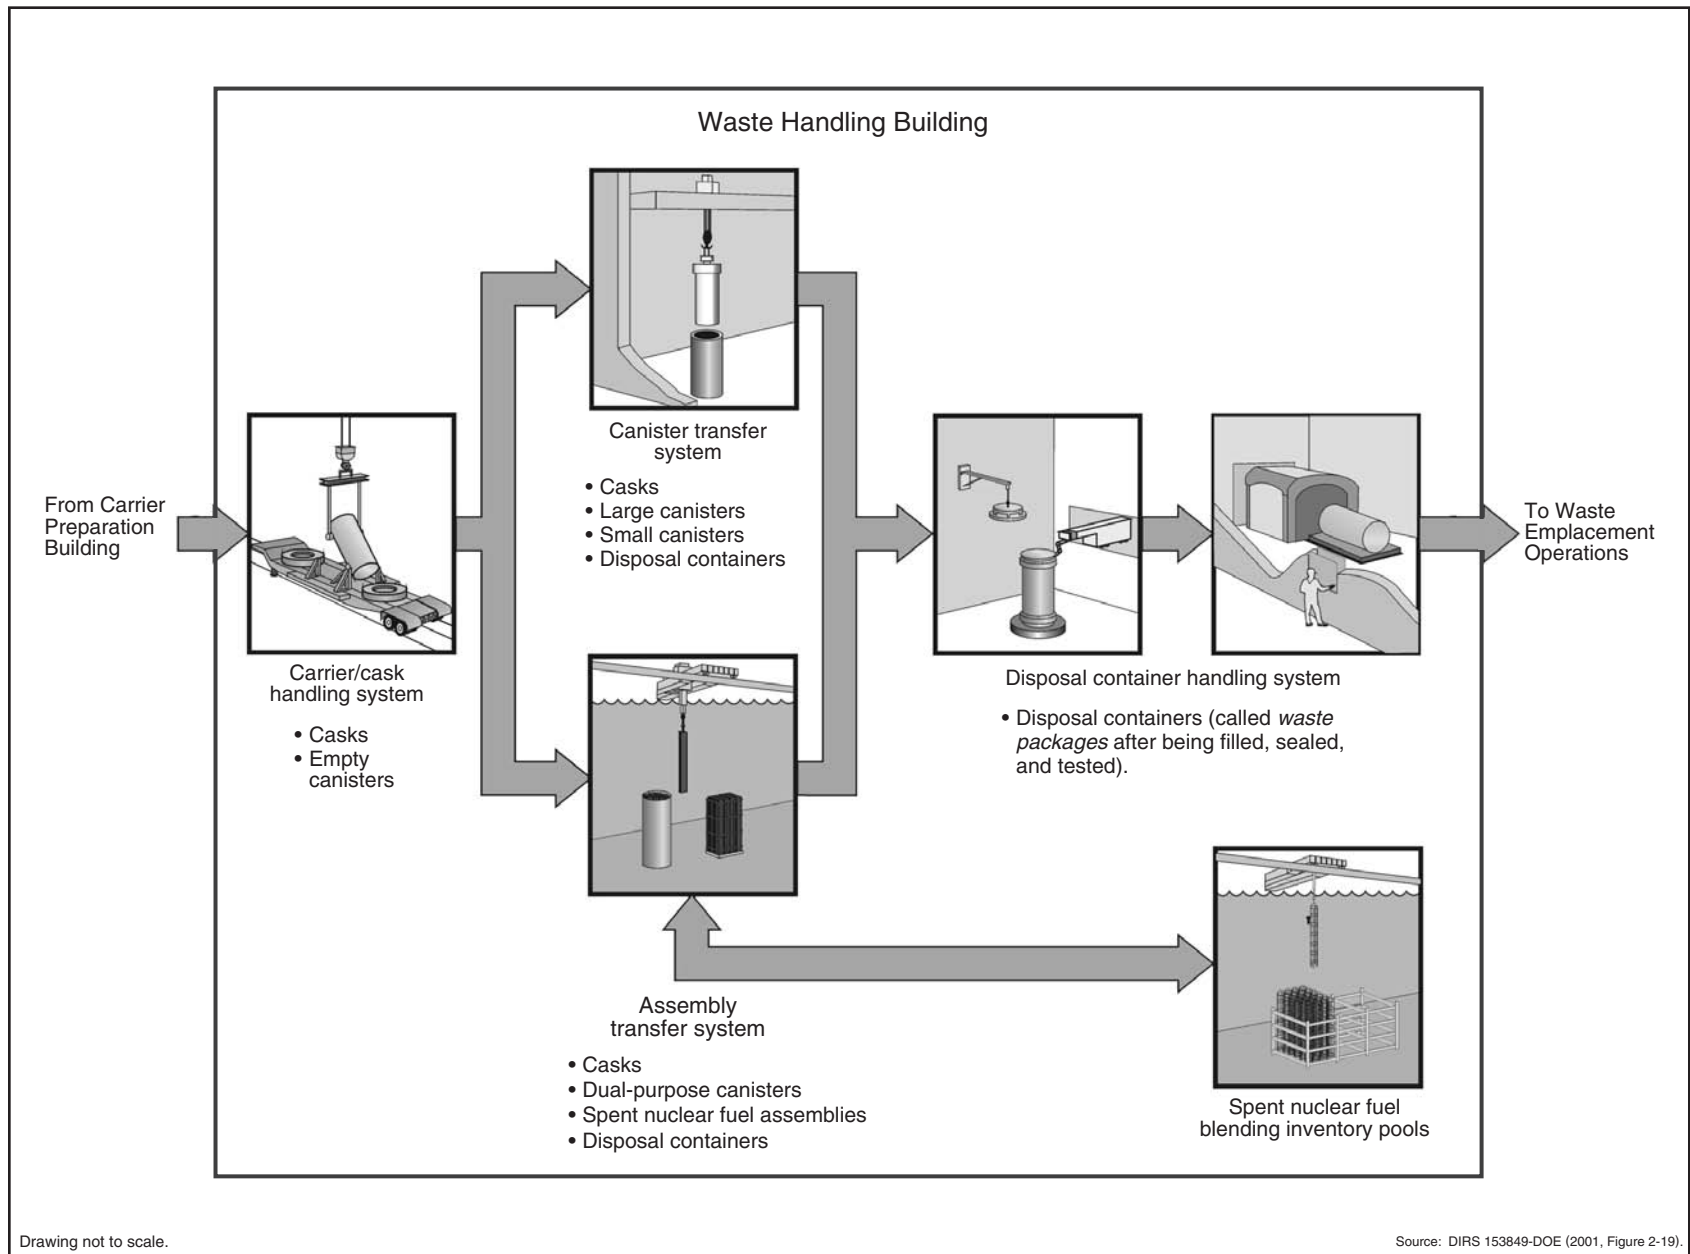 Waste Handling Building
From Carrier
Preparation
Building
Carrier/cask
handling system
• Casks
• Empty
canisters
Canister transfer
system
• Casks
• Large canisters
• Small canisters
• Disposal containers
Assembly
transfer system
• Casks
• Dual-purpose canisters
• Spent nuclear fuel assemblies
• Disposal containers
Disposal container handling system
• Disposal containers (called waste
packages after being filled, sealed,
and tested).
To Waste
Emplacement
Operations
Spent nuclear fuel
blending inventory pools
Drawing not to scale.
Source: DIRS 153849-DOE (2001, Figure 2-19).